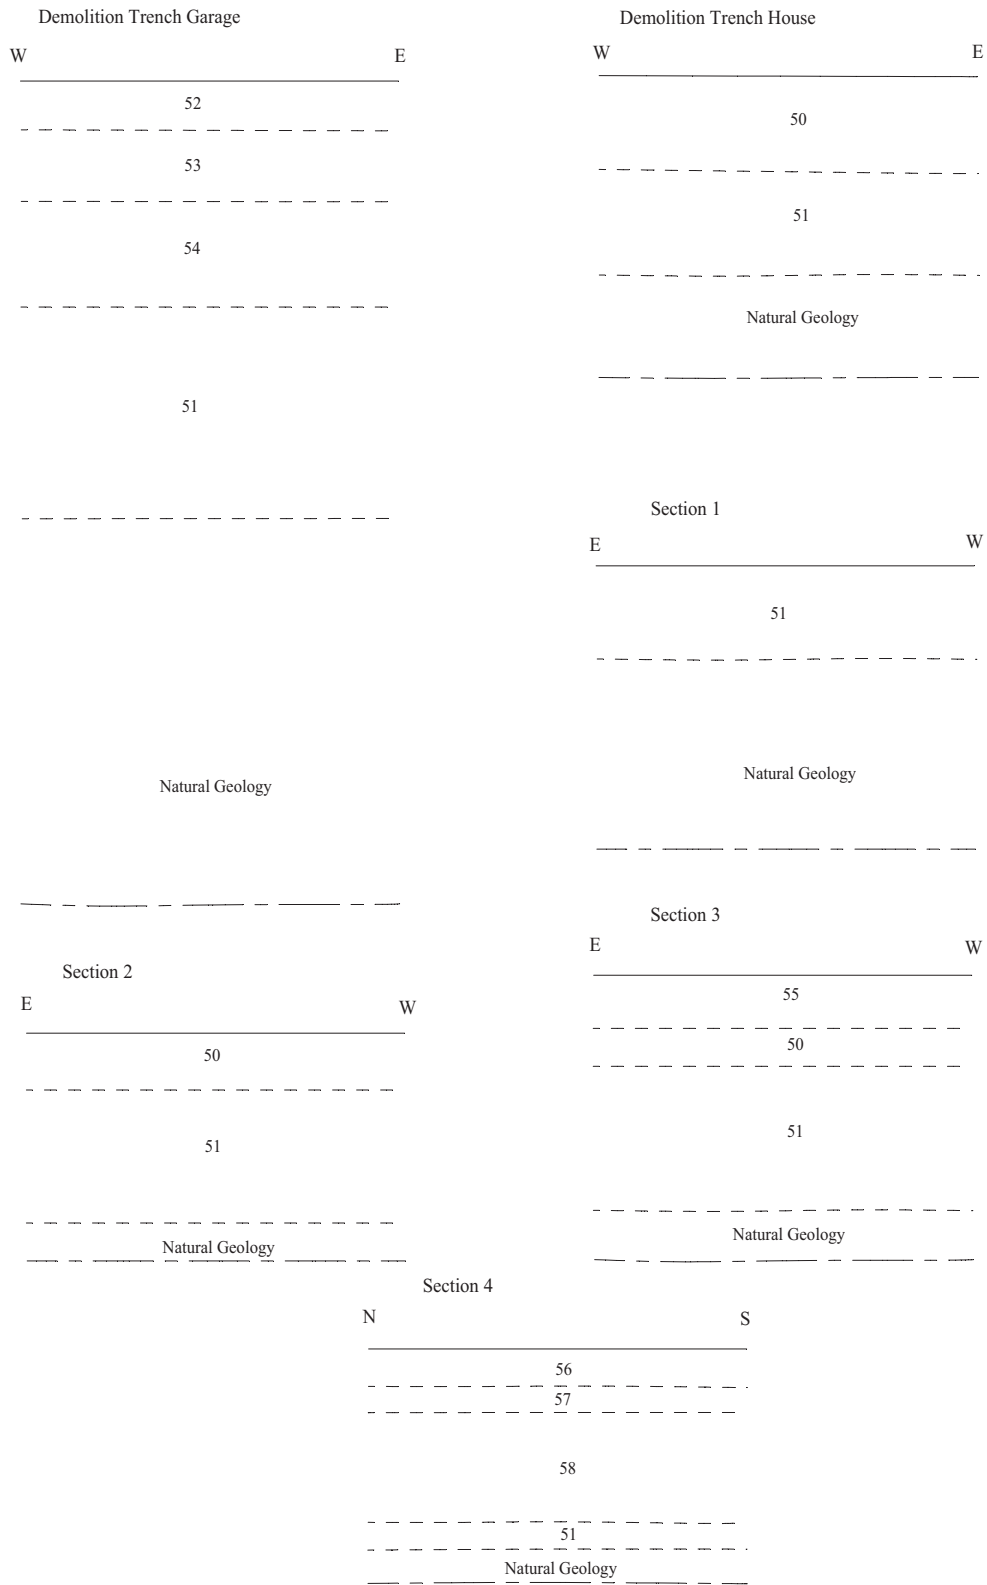 Demolition Trench Garage
W E
52
53
54
51
Natural Geology
Demolition Trench House
W E
50
51
Natural Geology
Section 1
E W
51
Natural Geology
Section 2
E W
50
51
Natural Geology
Section 3
E W
55
50
51
Natural Geology
Section 4
N S
56
57
58
51
Natural Geology